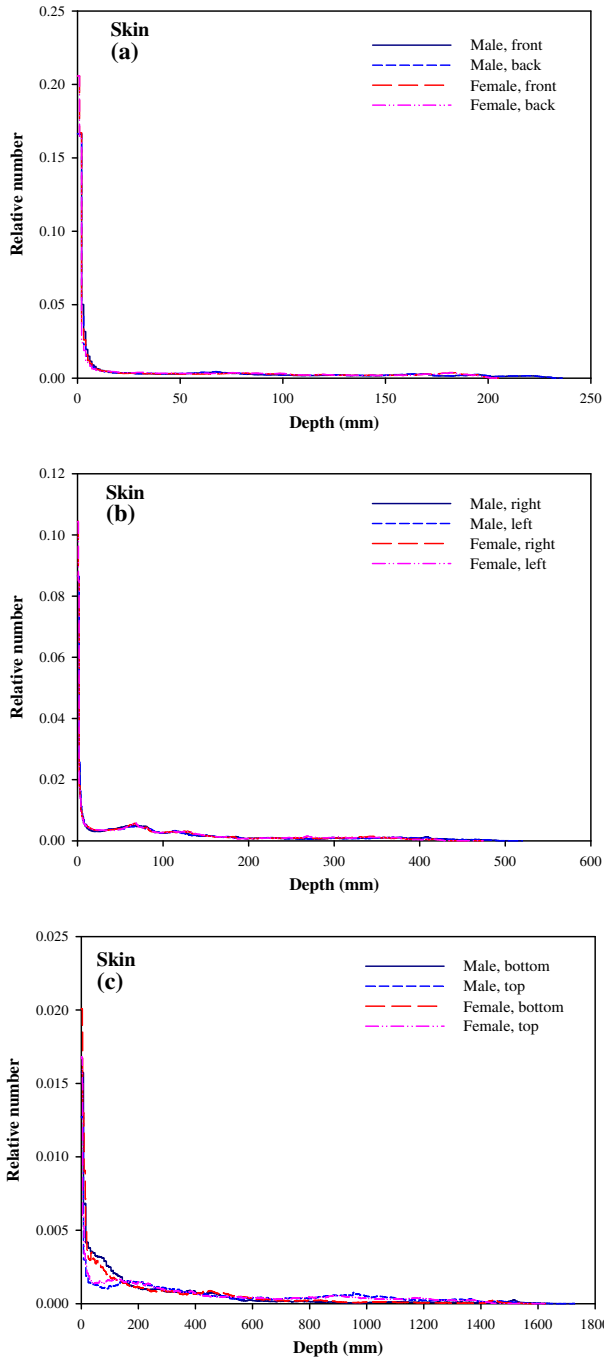 Skin
(a)
Male, front
Male, back
Female, front
Female, back
Relative number
0.25
0.20
0.15
0.10
0.05
0.00
0 50 100 150 200 250
Depth (mm)
Skin
(b)
Male, right
Male, left
Female, right
Female, left
Relative number
0.12
0.10
0.08
0.06
0.04
0.02
0.00
0 100 200 300 400 500 600
Depth (mm)
Skin
(c)
Male, bottom
Male, top
Female, bottom
Female, top
Relative number
0.025
0.020
0.015
0.010
0.005
0.000
0 200 400 600 800 1000 1200 1400 1600 1800
Depth (mm)